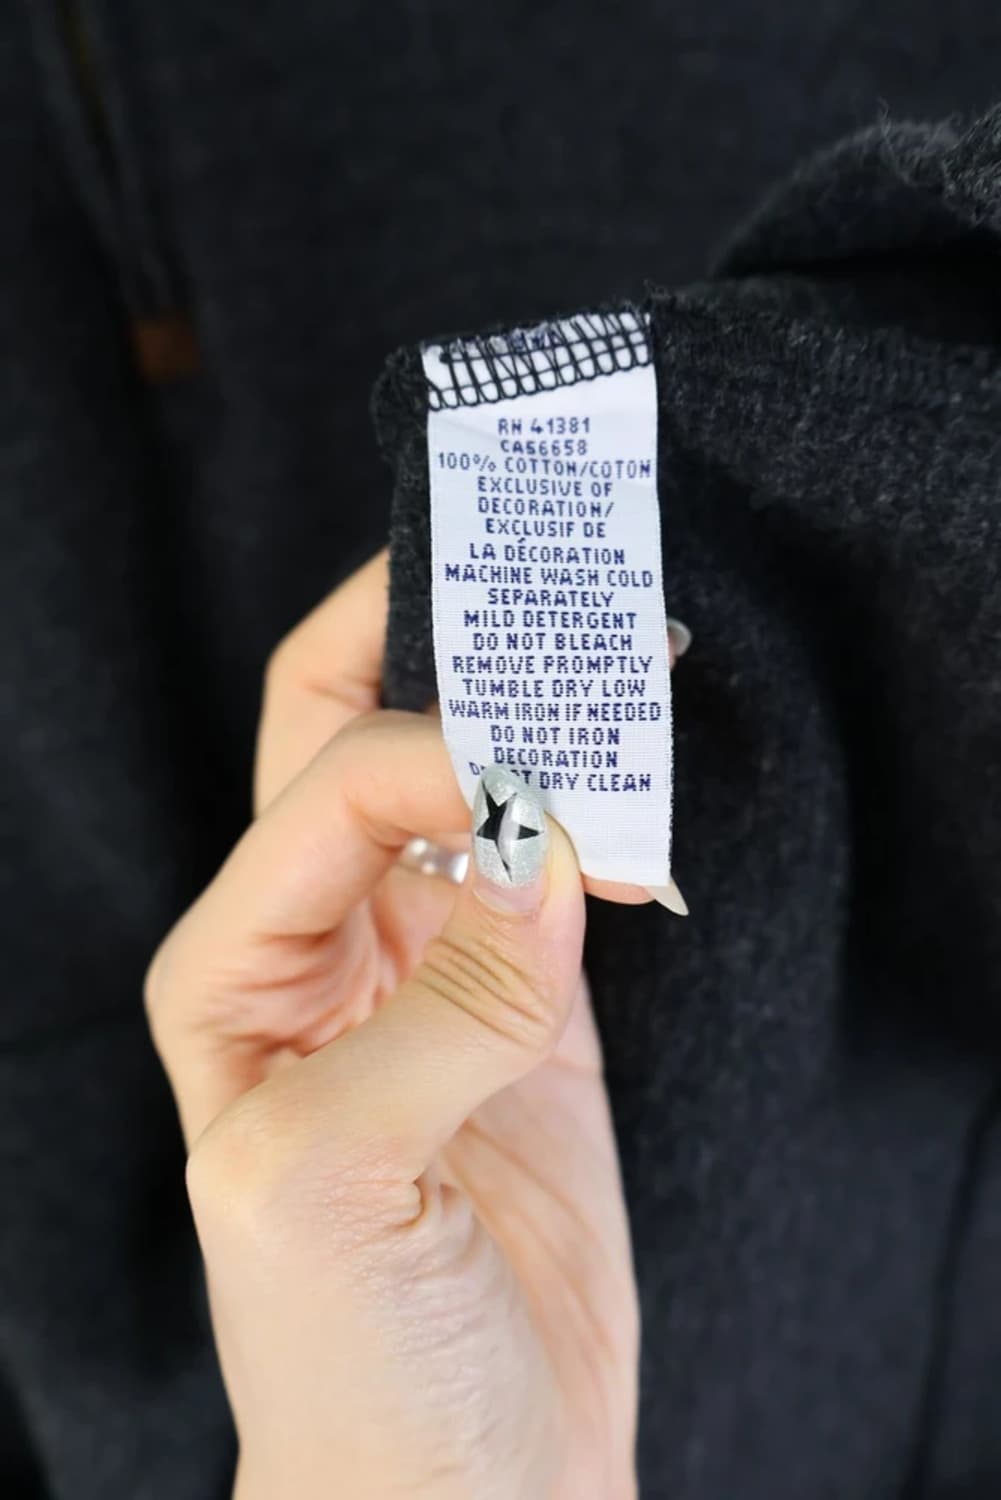 RN 41381
CA56658
100% COTTON/COTON
EXCLUSIVE OF
DECORATION/
EXCLUSIF DE
LA DÉCORATION
MACHINE WASH COLD
SEPARATELY
MILD DETERGENT
DO NOT BLEACH
REMOVE PROMPTLY
TUMBLE DRY LOW
WARM IRON IF NEEDED
DO NOT IRON
DECORATION
DRY CLEAN